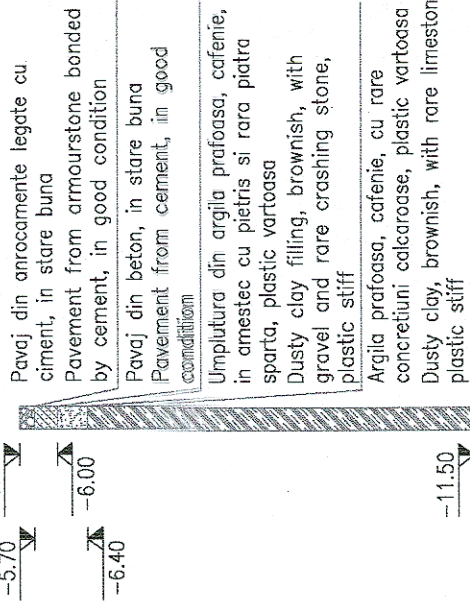 Pavaj din anrocamente legate cu
ciment, in stare buna
Pavement from armourstone bonded
by cement, in good condition
Pavaj din beton, in stare buna
Pavement from cement, in good
condition
Umplutura din argila prafoasa, cafenie,
in amestec cu pietris si rara piatra
sparta, plastic vartoasa
Dusty clay filling, brownish, with
gravel and rare crashing stone,
plastic stiff
Argila prafoasa, cafenie, cu rare
concretiuni calcaroase, plastic vartoasa
Dusty clay, brownish, with rare limeston
plastic stiff
-5.70
-6.00
-6.40
-11.50